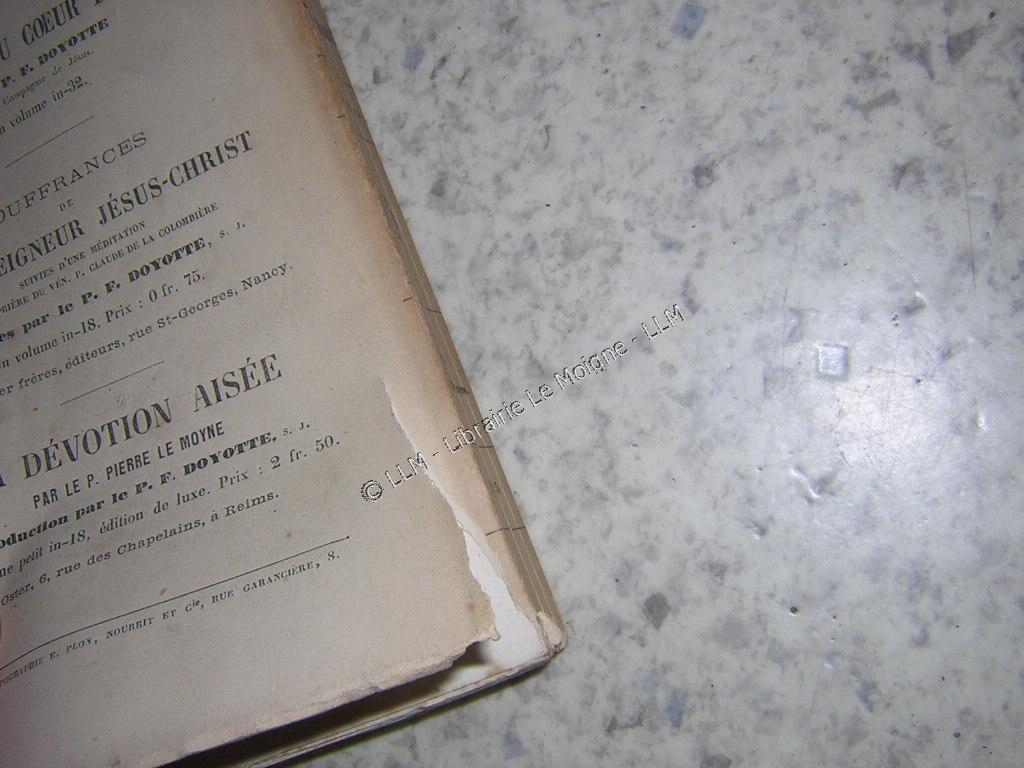 U CŒUR
P. F. DOYOTTE
Compagnie de Jésus.
volume in-32.
OUFFRANCES
DE
EIGNEUR JÉSUS-CHRIST
SUIVIES D'UNE MÉDITATION
BIÈRE DU VÉN. P. CLAUDE DE LA COLOMBIÈRE
es par le P. F. DOYOTTE, S. J.
n volume in-18. Prix : 0 fr. 75.
er frères, éditeurs, rue St-Georges, Nancy.
DÉVOTION AISÉE
PAR LE P. PIERRE LE MOYNE
oduction par le P. F. DOYOTTE, S. J.
ne petit in-18, édition de luxe. Prix : 2 fr. 50.
Oster, 6, rue des Chapelains, à Reims.
POGRAPHIE E. PLON, NOURRIT ET Cie, RUE GARANCIÈRE, 8.
© LLM - Librairie Le Moigne - LLM